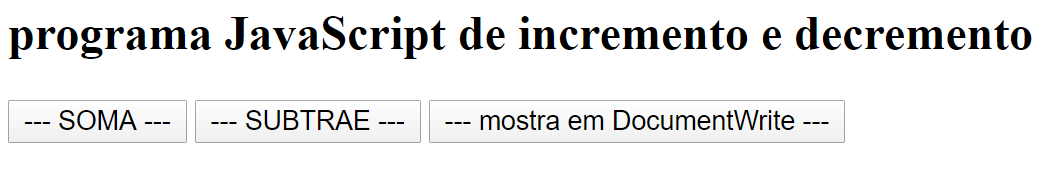 programa JavaScript de incremento e decremento
--- SOMA --- --- SUBTRAE --- --- mostra em DocumentWrite ---